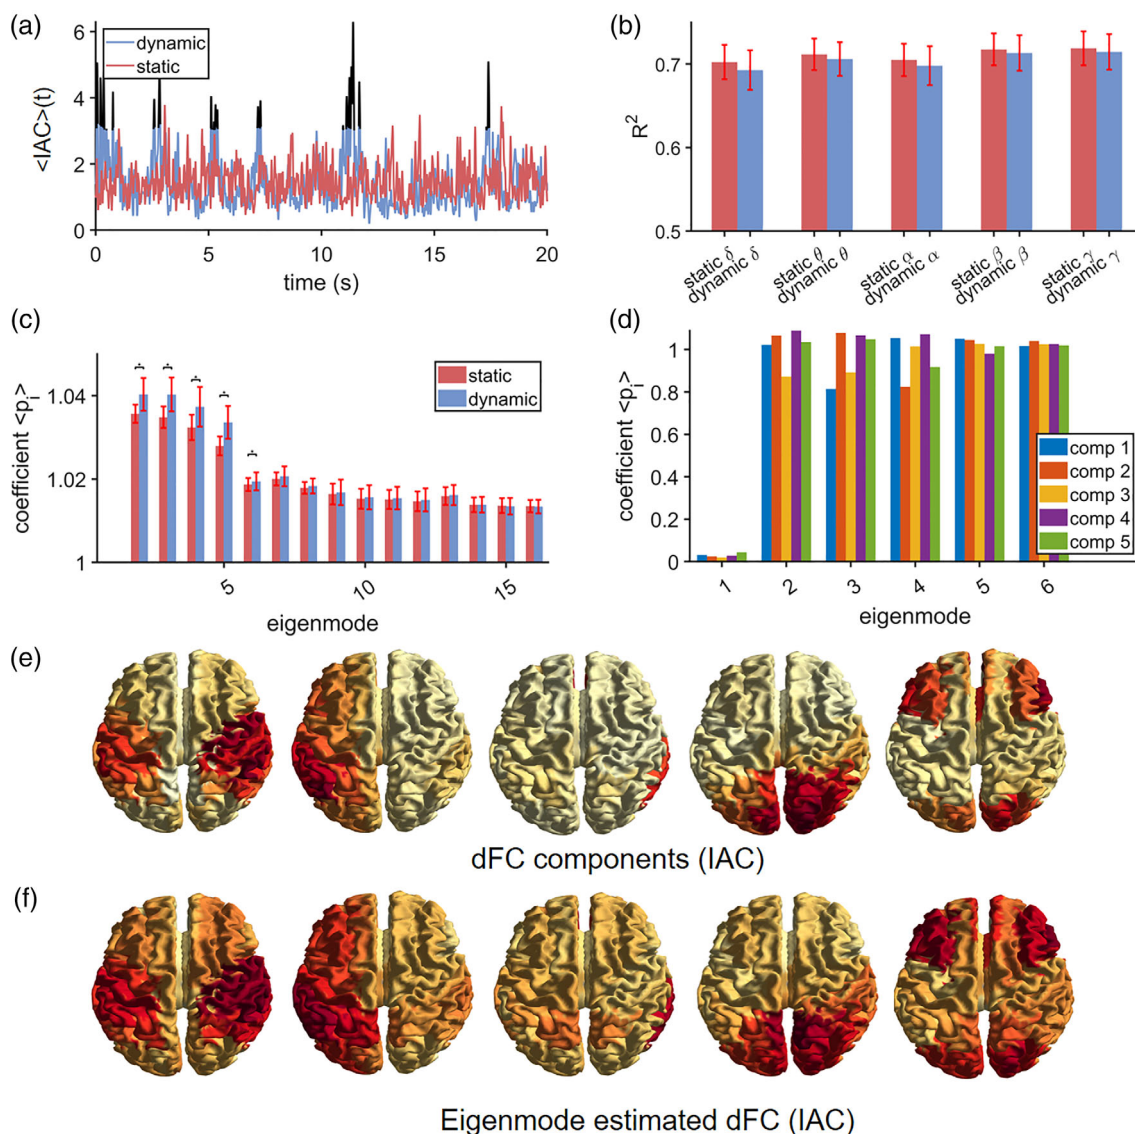 (a)
<IAC>(t)
6
4
2
0
dynamic
static
0
5
10
15
20
time (s)
(b)
R²
0.7
0.6
0.5
static δ
dynamic δ
static θ
dynamic θ
static α
dynamic α
static β
dynamic β
static γ
dynamic γ
(c)
coefficient <pᵢ>
1.04
1.02
1
static
dynamic
5
10
15
eigenmode
(d)
coefficient <pᵢ>
1
0.8
0.6
0.4
0.2
0
comp 1
comp 2
comp 3
comp 4
comp 5
1
2
3
4
5
6
eigenmode
(e)
dFC components (IAC)
(f)
Eigenmode estimated dFC (IAC)